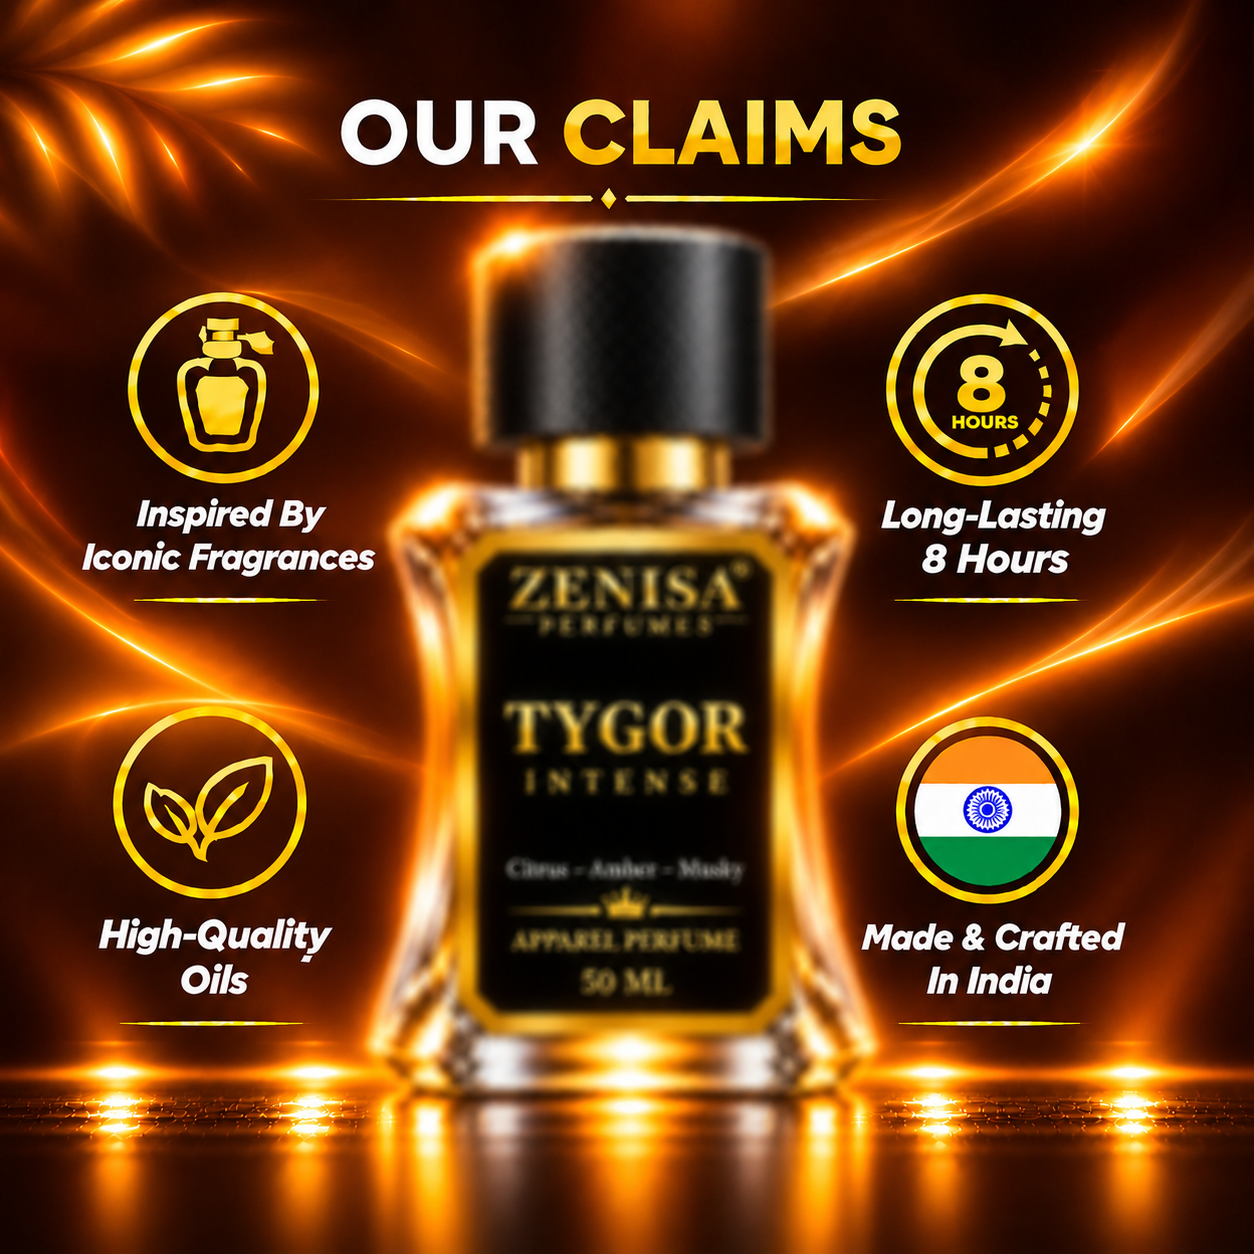 OUR CLAIMS
Inspired By
Iconic Fragrances
8
HOURS
Long-Lasting
8 Hours
ZENISA®
PERFUMES
TYGOR
INTENSE
Citrus - Amber - Musky
APPAREL PERFUME
50 ML
High-Quality
Oils
Made & Crafted
In India